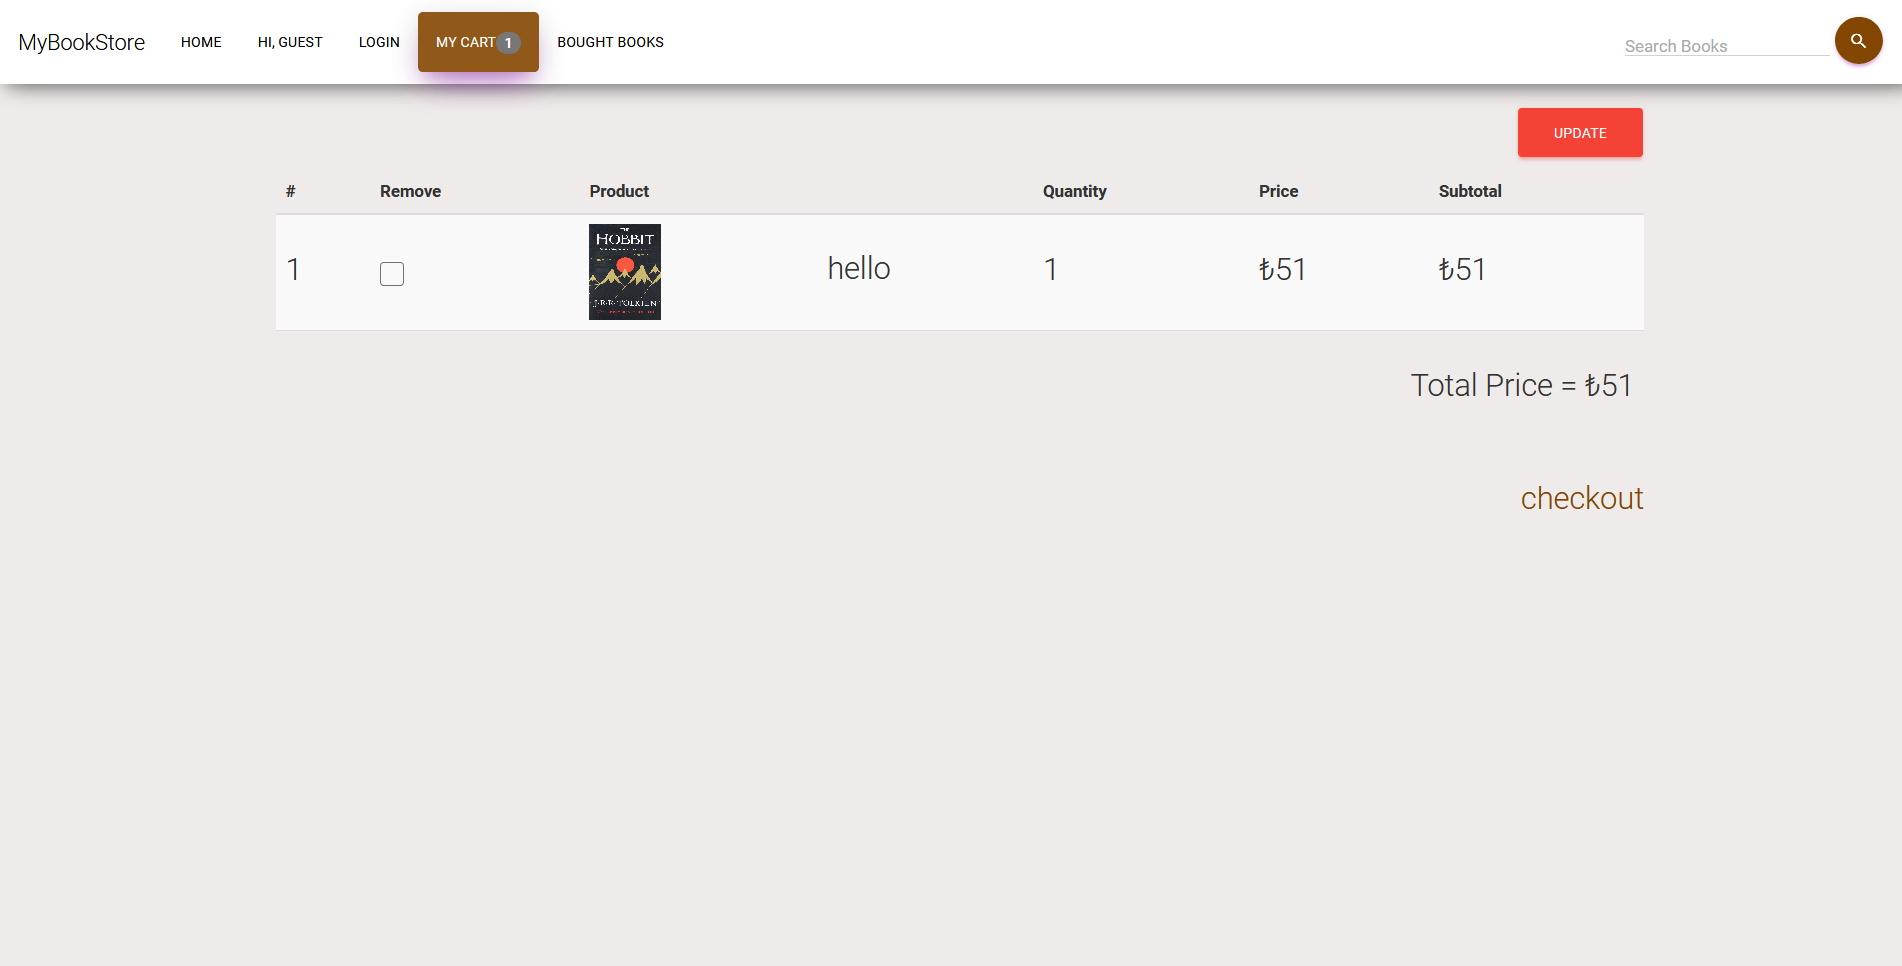 MyBookStore HOME HI, GUEST LOGIN MY CART 1 BOUGHT BOOKS Search Books
UPDATE
# Remove Product Quantity Price Subtotal
THE
HOBBIT
J.R.R. TOLKIEN
1 hello 1 ₺51 ₺51
Total Price = ₺51
checkout